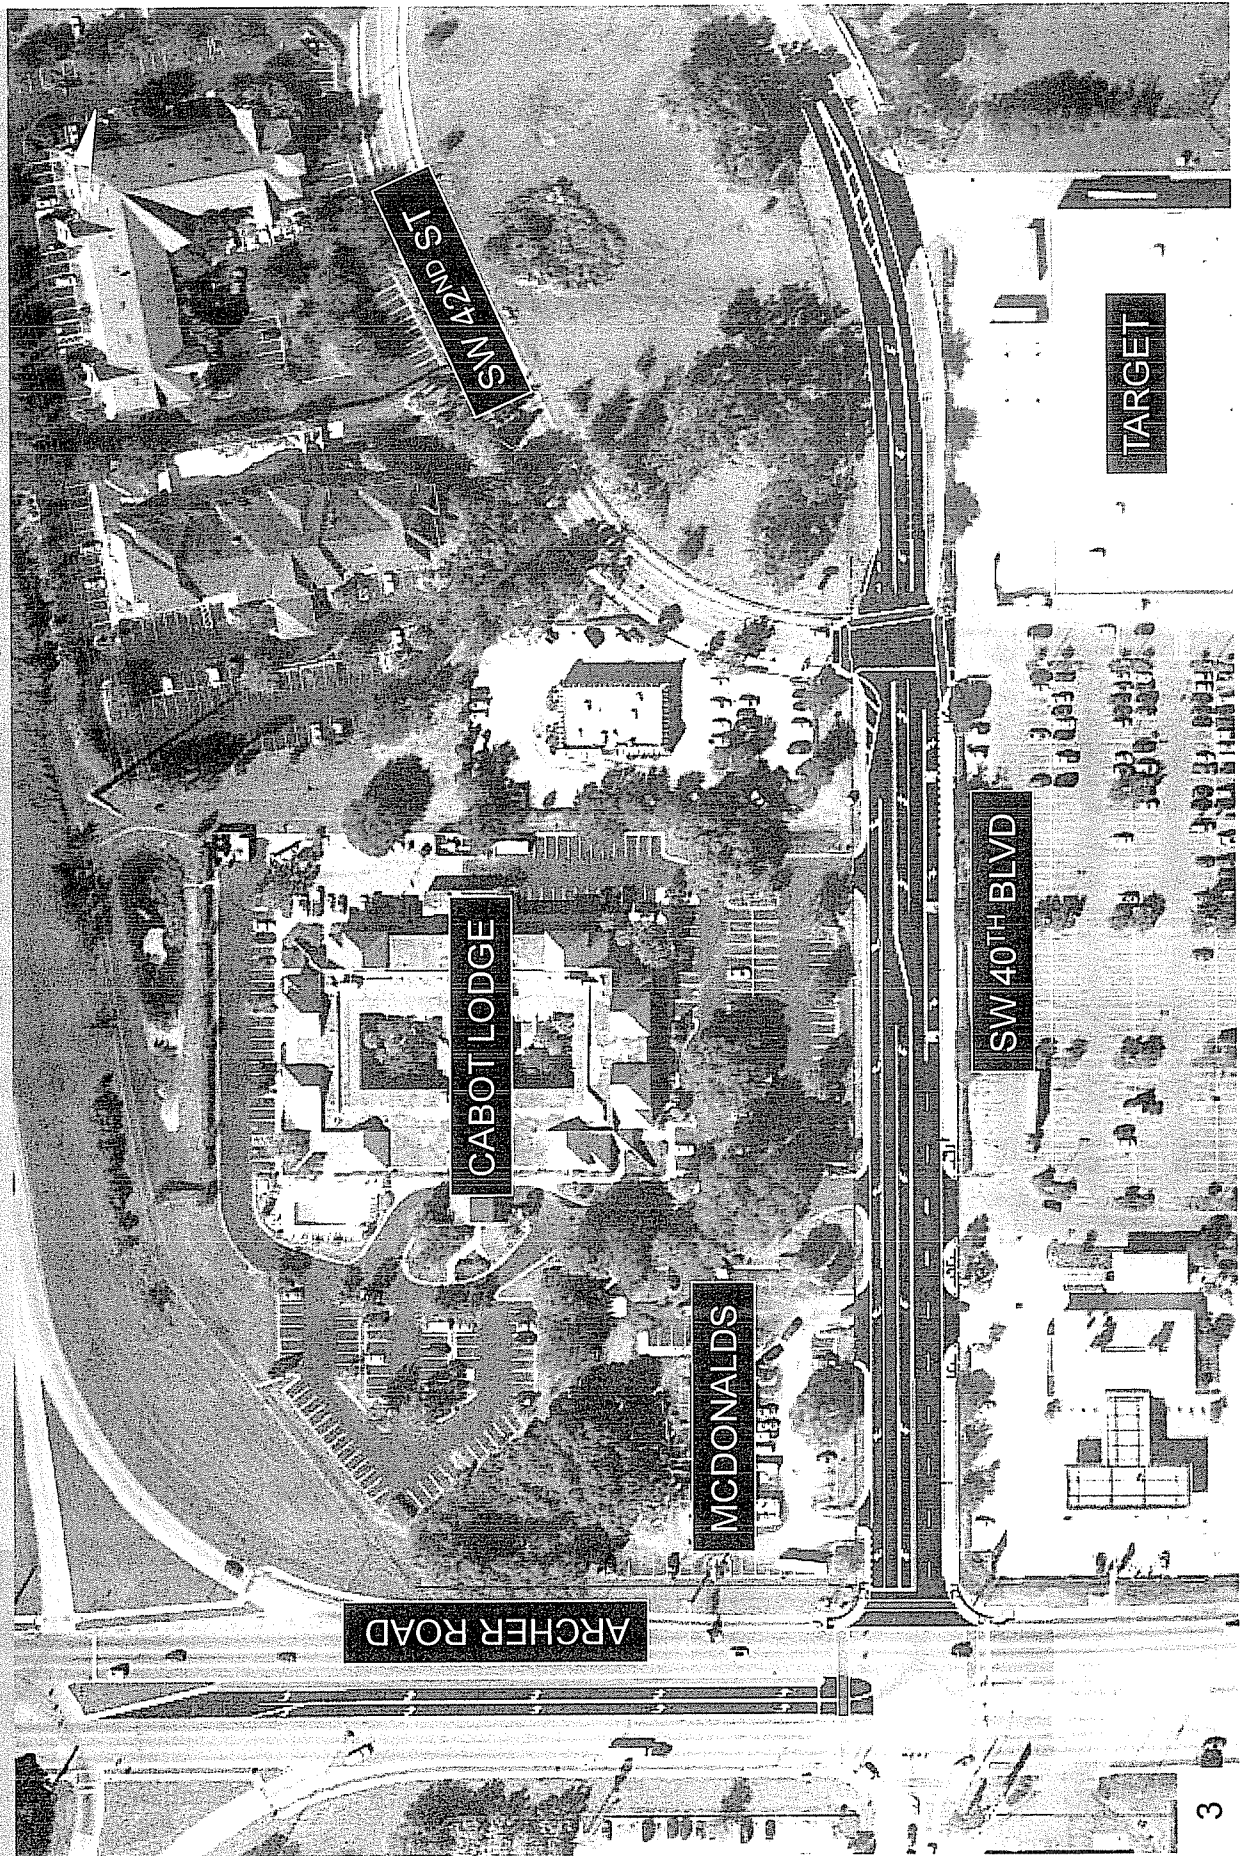 SW 42ND ST
TARGET
CABOT LODGE
SW 40TH BLVD
MCDONALDS
ARCHER ROAD
3